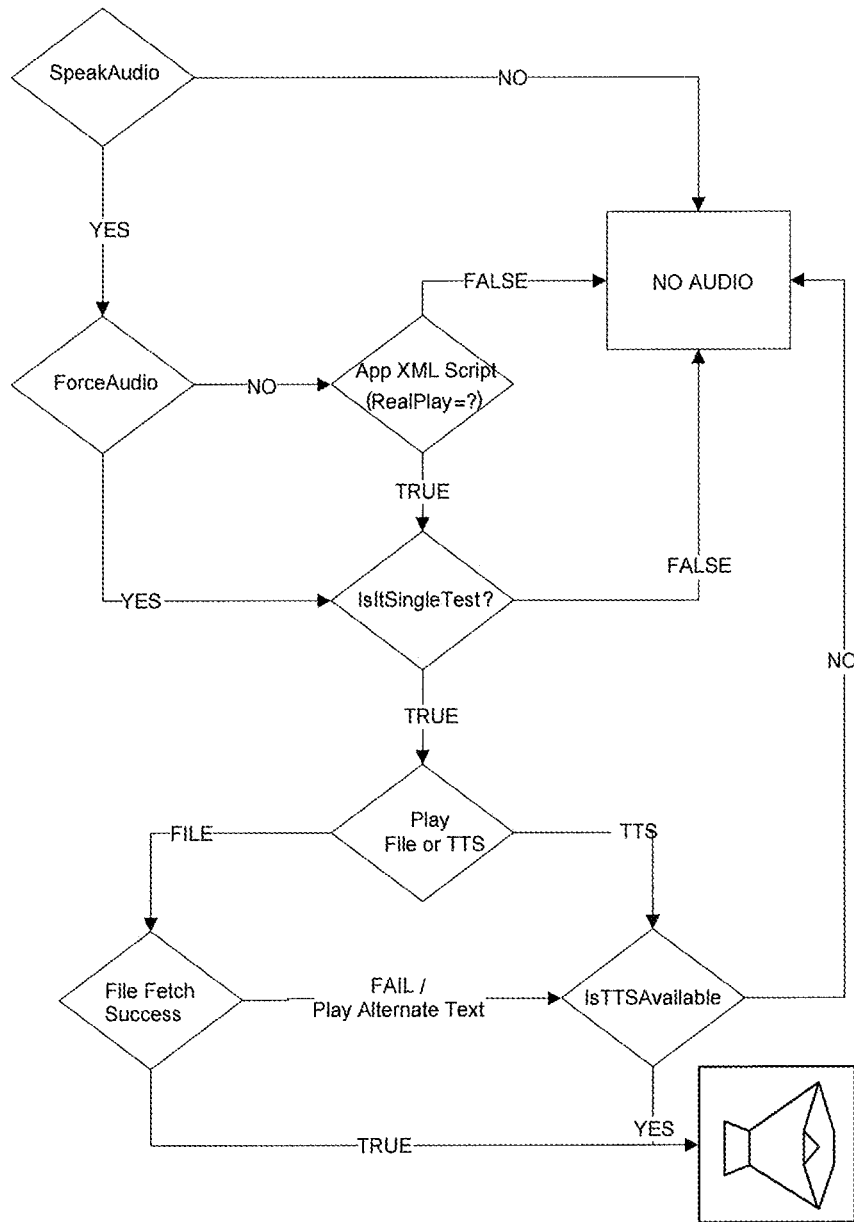 SpeakAudio
NO
YES
NO AUDIO
FALSE
ForceAudio
NO
App XML Script
(RealPlay=?)
TRUE
FALSE
YES
IsItSingleTest?
NO
TRUE
Play
File or TTS
FILE
TTS
File Fetch
Success
FAIL /
Play Alternate Text
IsTTSAvailable
YES
TRUE